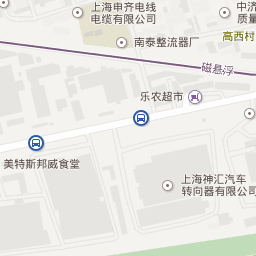 上海申齐电线
电缆有限公司
中济
质量
南泰整流器厂
高西村
磁悬浮
乐农超市
美特斯邦威食堂
上海神汇汽车
转向器有限公司